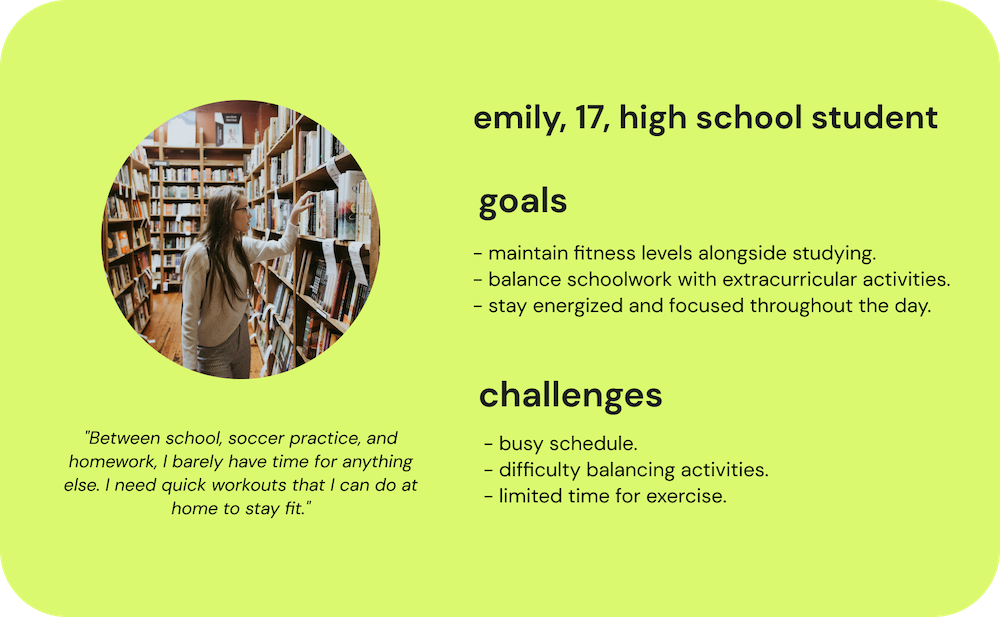 emily, 17, high school student
goals
- maintain fitness levels alongside studying.
- balance schoolwork with extracurricular activities.
- stay energized and focused throughout the day.
challenges
- busy schedule.
- difficulty balancing activities.
- limited time for exercise.
"Between school, soccer practice, and
homework, I barely have time for anything
else. I need quick workouts that I can do at
home to stay fit."